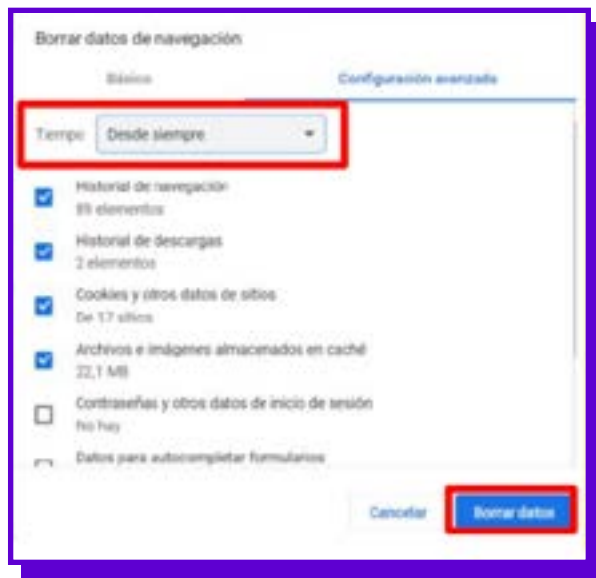 Borrar datos de navegación
Básico Configuración avanzada
Tiempo Desde siempre
Historial de navegación
89 elementos
Historial de descargas
2 elementos
Cookies y otros datos de sitios
De 17 sitios
Archivos e imágenes almacenados en caché
22,1 MB
Contraseñas y otros datos de inicio de sesión
No hay
Datos para autocompletar formularios
Cancelar Borrar datos